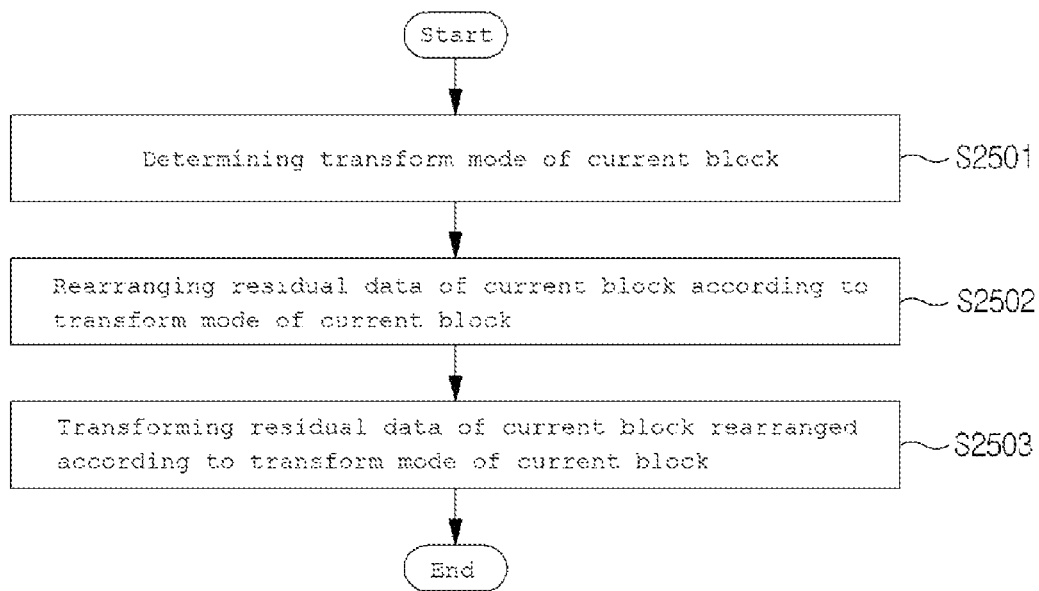 Start
Determining transform mode of current block
S2501
Rearranging residual data of current block according to
transform mode of current block
S2502
Transforming residual data of current block rearranged
according to transform mode of current block
S2503
End